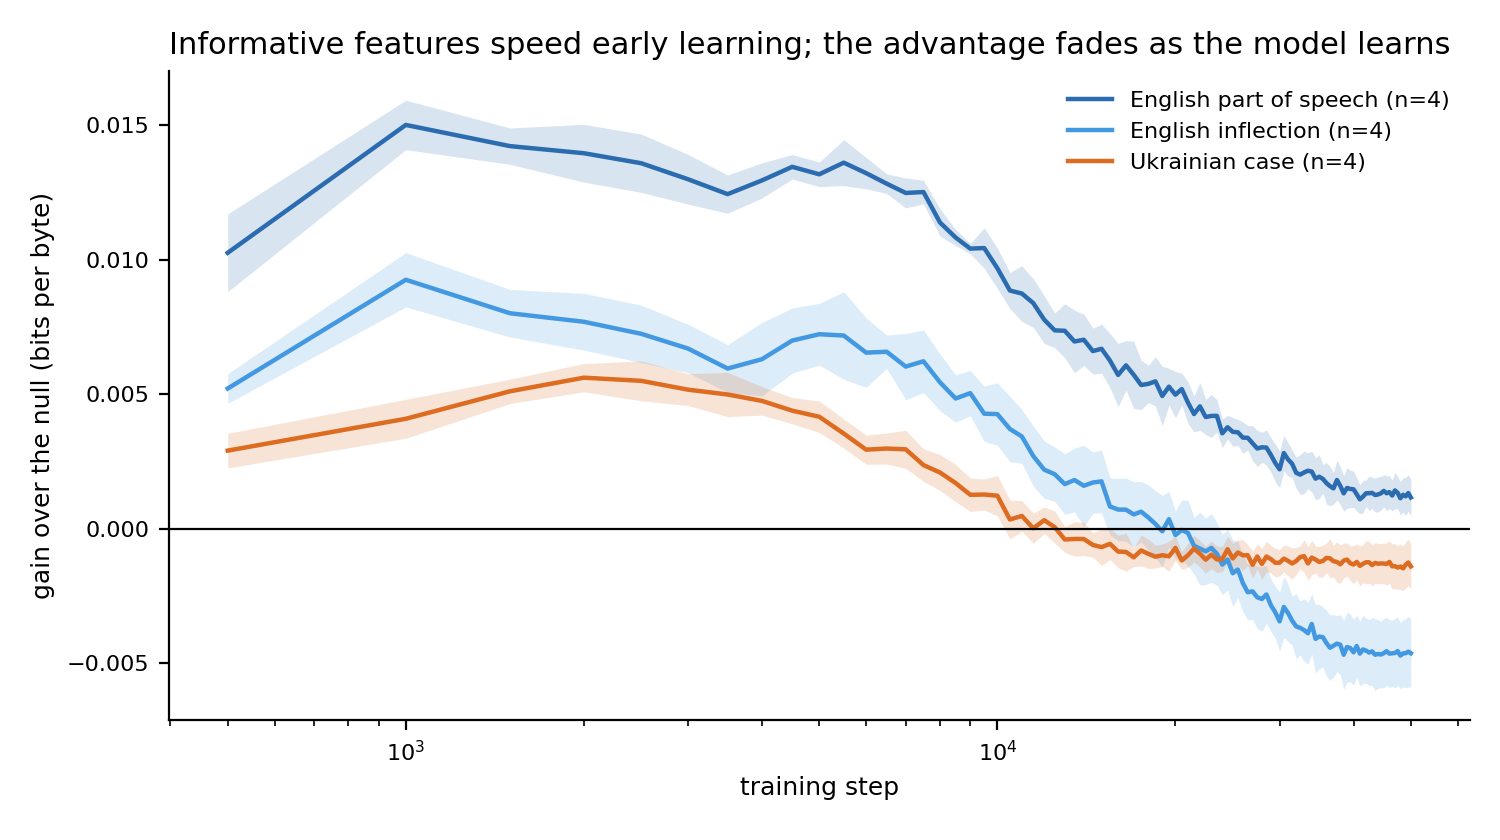 Informative features speed early learning; the advantage fades as the model learns
English part of speech (n=4)
English inflection (n=4)
Ukrainian case (n=4)
gain over the null (bits per byte)
0.015
0.010
0.005
0.000
−0.005
10³
10⁴
training step